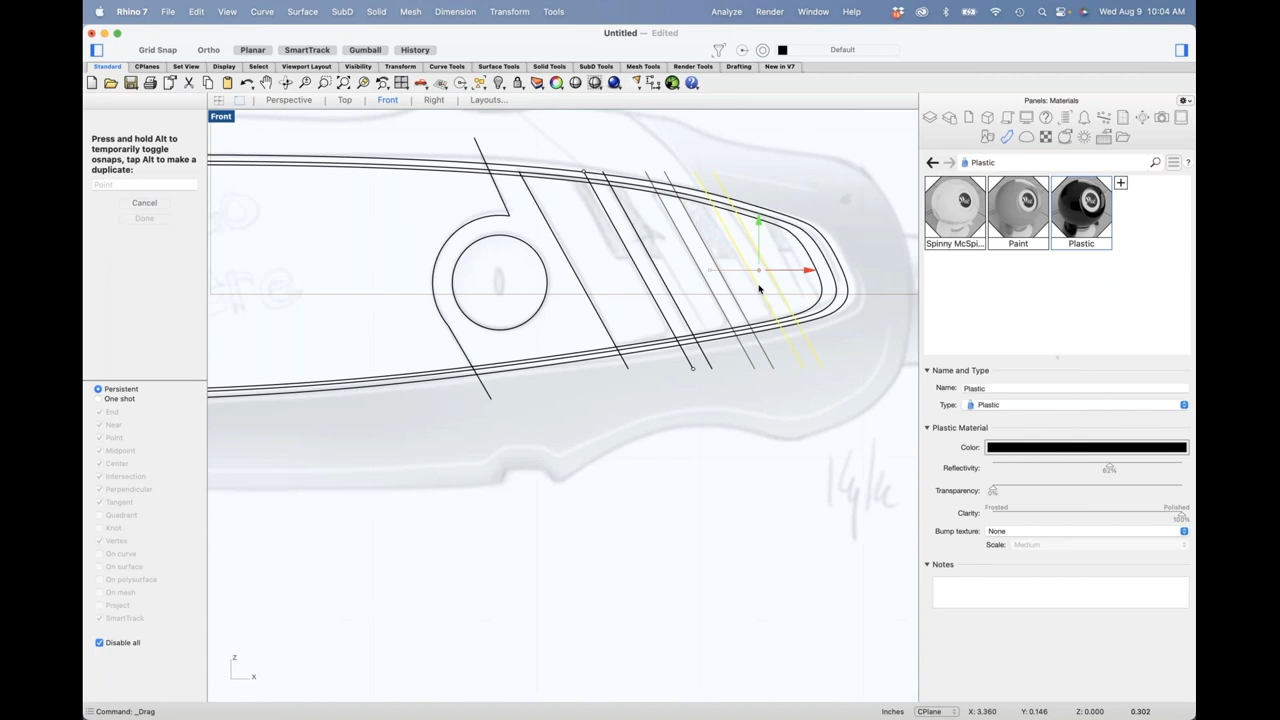 Rhino 7 File Edit View Curve Surface SubD Solid Mesh Dimension Transform Tools Analyze Render Window Help Wed Aug 9 10:04 AM
Untitled — Edited
Grid Snap Ortho Planar SmartTrack Gumball History Default
Standard CPlanes Set View Display Select Viewport Layout Visibility Transform Curve Tools Surface Tools Solid Tools SubD Tools Mesh Tools Render Tools Drafting New in V7
Perspective Top Front Right Layouts... Panels: Materials
Front
Press and hold Alt to
temporarily toggle
osnaps, tap Alt to make a
duplicate:
Point
Cancel
Done
Persistent
One shot
End
Near
Point
Midpoint
Center
Intersection
Perpendicular
Tangent
Quadrant
Knot
Vertex
On curve
On surface
On polysurface
On mesh
Project
SmartTrack
Disable all
z
x
Plastic ?
Spinny McSpi... Paint Plastic
Name and Type
Name: Plastic
Type: Plastic
Plastic Material
Color:
Reflectivity:
63%
Transparency:
0%
Frosted Polished
Clarity:
100%
Bump texture: None
Scale: Medium
Notes
Command: _Drag Inches CPlane X: 3.360 Y: 0.146 Z: 0.000 0.302